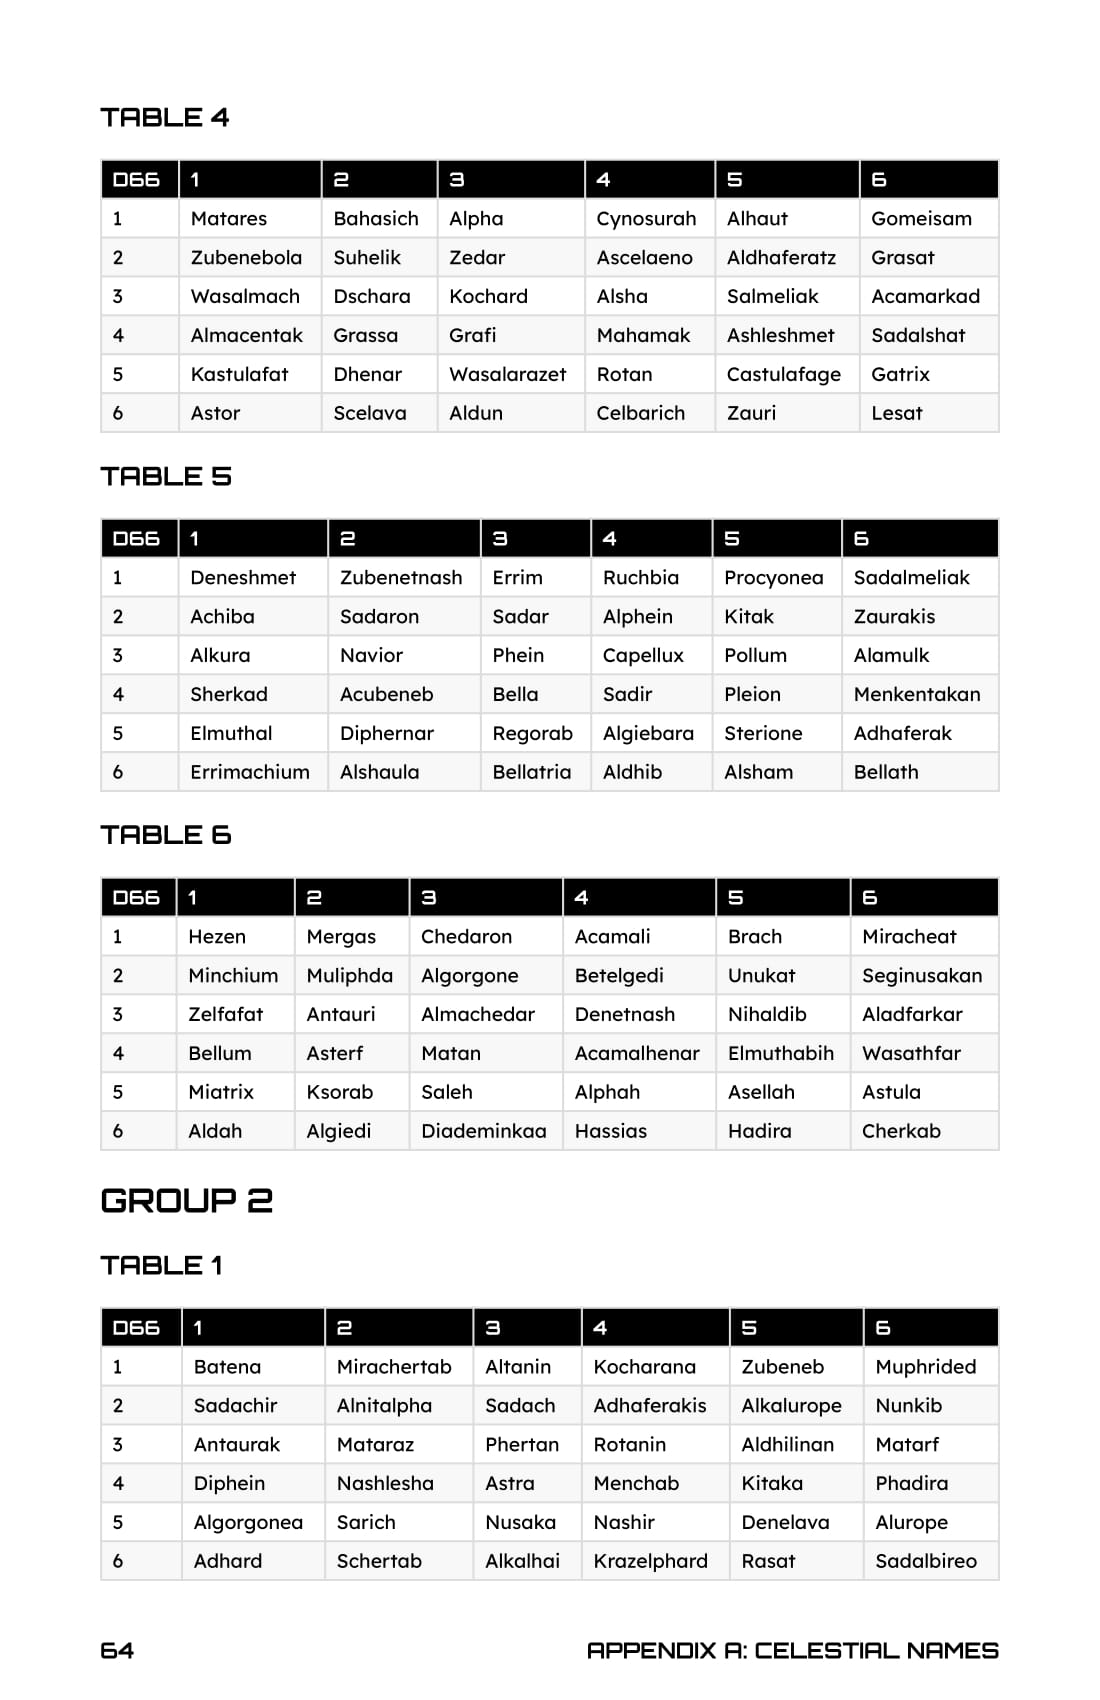 TABLE 4
D66 1 2 3 4 5 6
1 Matares Bahasich Alpha Cynosurah Alhaut Gomeisam
2 Zubenebola Suhelik Zedar Ascelaeno Aldhaferatz Grasat
3 Wasalmach Dschara Kochard Alsha Salmeliak Acamarkad
4 Almacentak Grassa Grafi Mahamak Ashleshmet Sadalshat
5 Kastulafat Dhenar Wasalarazet Rotan Castulafage Gatrix
6 Astor Scelava Aldun Celbarich Zauri Lesat
TABLE 5
D66 1 2 3 4 5 6
1 Deneshmet Zubenetnash Errim Ruchbia Procyonea Sadalmeliak
2 Achiba Sadaron Sadar Alphein Kitak Zaurakis
3 Alkura Navior Phein Capellux Pollum Alamulk
4 Sherkad Acubeneb Bella Sadir Pleion Menkentakan
5 Elmuthal Diphernar Regorab Algiebara Sterione Adhaferak
6 Errimachium Alshaula Bellatria Aldhib Alsham Bellath
TABLE 6
D66 1 2 3 4 5 6
1 Hezen Mergas Chedaron Acamali Brach Miracheat
2 Minchium Muliphda Algorgone Betelgedi Unukat Seginusakan
3 Zelfafat Antauri Almachedar Denetnash Nihaldib Aladfarkar
4 Bellum Asterf Matan Acamalhenar Elmuthabih Wasathfar
5 Miatrix Ksorab Saleh Alphah Asellah Astula
6 Aldah Algiedi Diademinkaa Hassias Hadira Cherkab
GROUP 2
TABLE 1
D66 1 2 3 4 5 6
1 Batena Mirachertab Altanin Kocharana Zubeneb Muphrided
2 Sadachir Alnitalpha Sadach Adhaferakis Alkalurope Nunkib
3 Antaurak Mataraz Phertan Rotanin Aldhilinan Matarf
4 Diphein Nashlesha Astra Menchab Kitaka Phadira
5 Algorgonea Sarich Nusaka Nashir Denelava Alurope
6 Adhard Schertab Alkalhai Krazelphard Rasat Sadalbireo
64 APPENDIX A: CELESTIAL NAMES